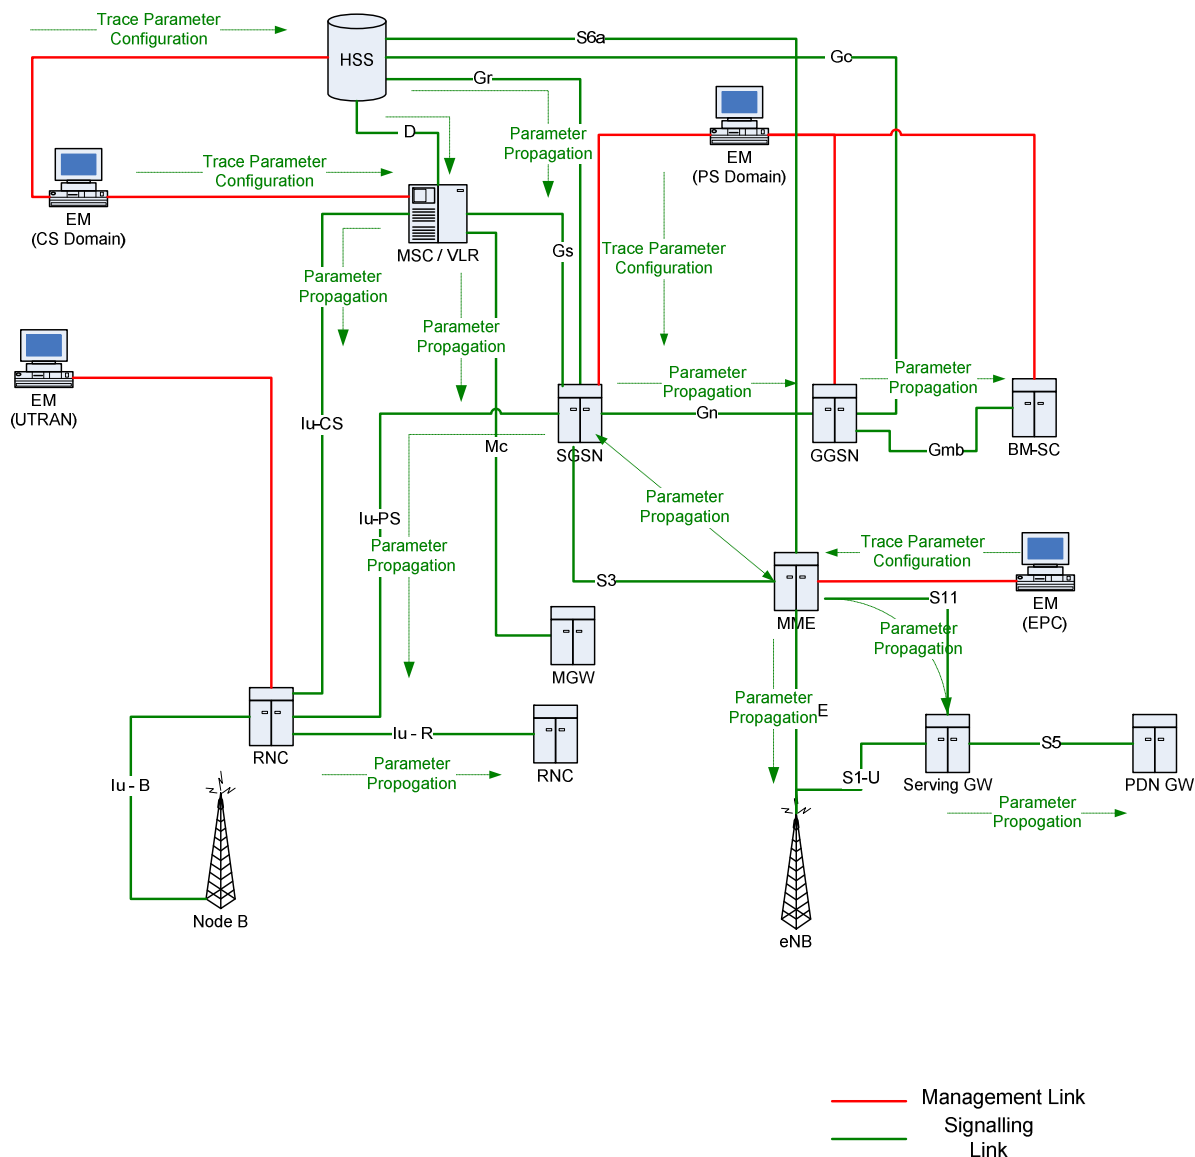 Trace Parameter
Configuration
HSS
S6a
Gc
Gr
D
Parameter
Propagation
EM
(PS Domain)
Trace Parameter
Configuration
EM
(CS Domain)
MSC / VLR
Gs
Trace Parameter
Configuration
Parameter
Propagation
Parameter
Propagation
EM
(UTRAN)
Parameter
Propagation
Parameter
Propagation
Iu-CS
Mc
SGSN
Gn
GGSN
Gmb
BM-SC
Iu-PS
Parameter
Propagation
Parameter
Propagation
Trace Parameter
Configuration
S3
MME
S11
EM
(EPC)
Parameter
Propagation
MGW
Parameter
Propagation
E
RNC
Iu - R
RNC
Parameter
Propogation
Iu - B
Node B
S1-U
Serving GW
S5
PDN GW
Parameter
Propogation
eNB
Management Link
Signalling
Link